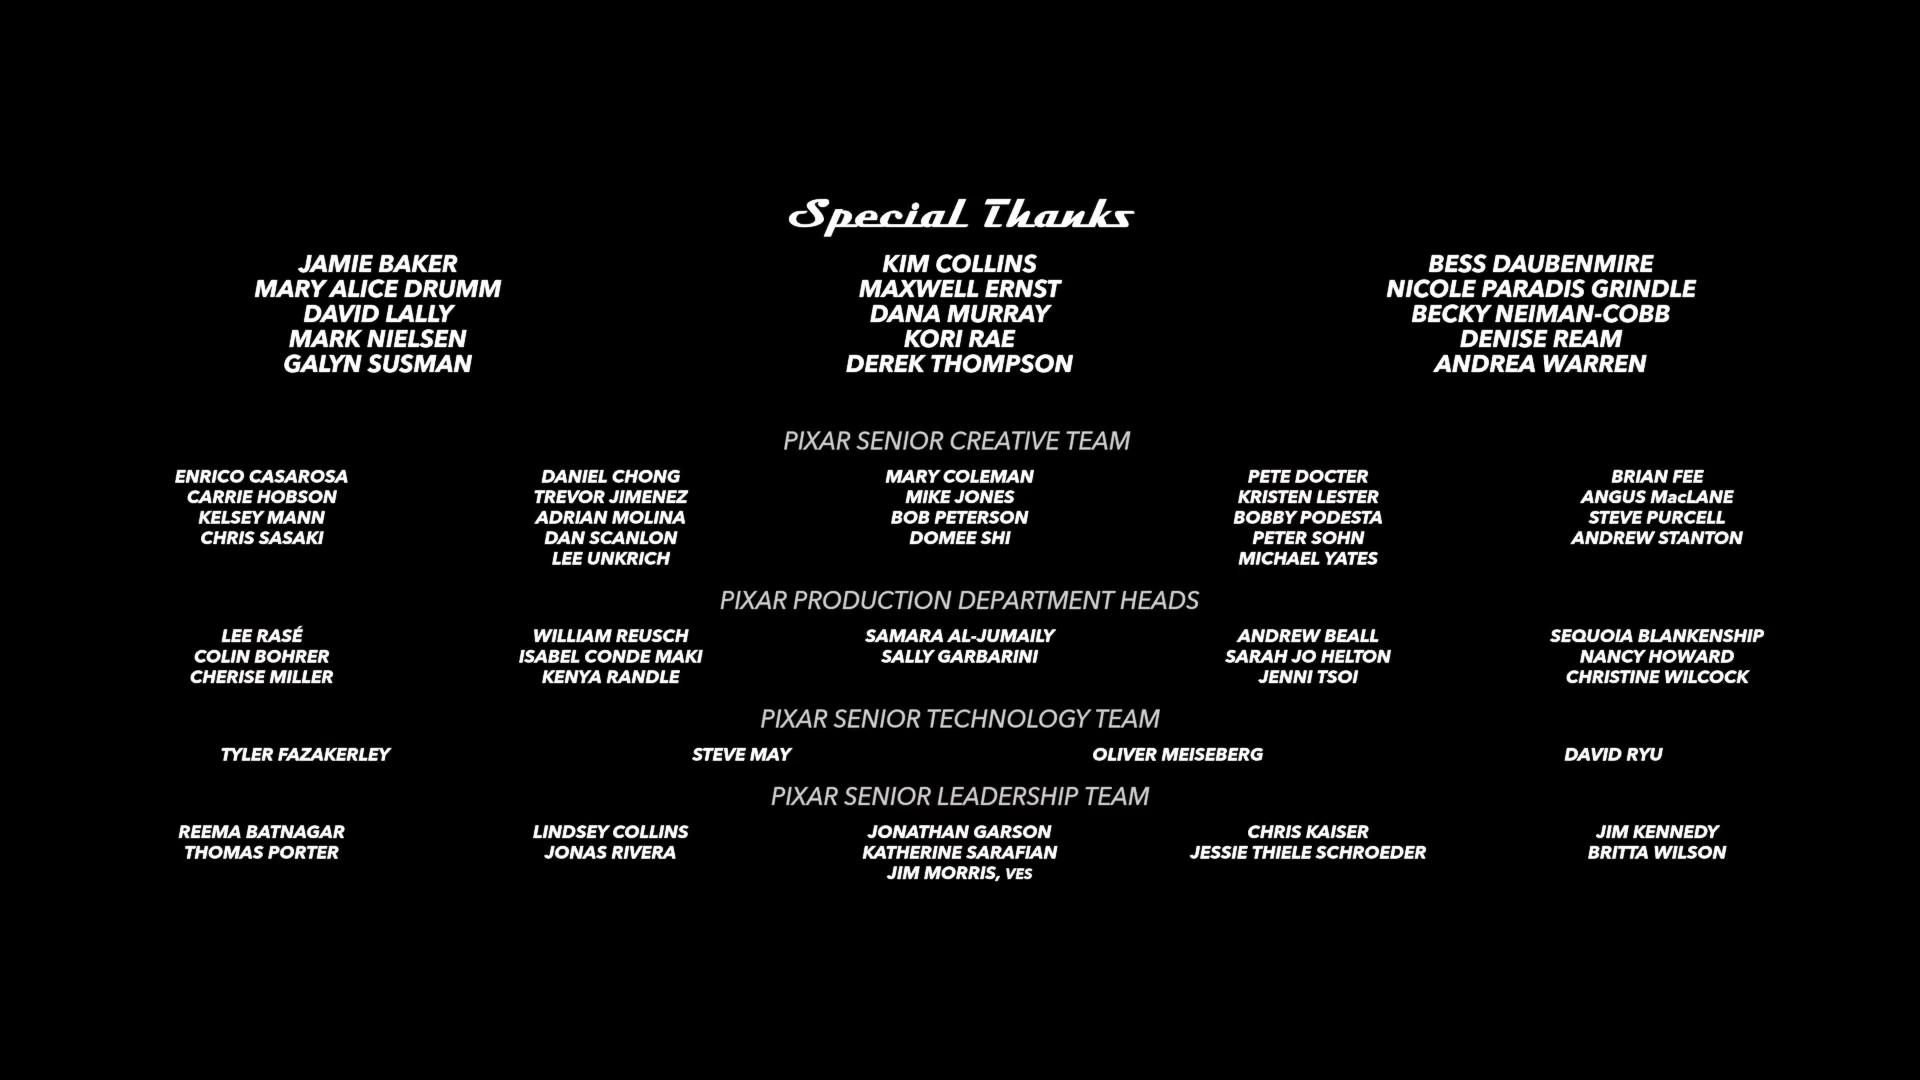 Special Thanks
JAMIE BAKER KIM COLLINS BESS DAUBENMIRE
MARY ALICE DRUMM MAXWELL ERNST NICOLE PARADIS GRINDLE
DAVID LALLY DANA MURRAY BECKY NEIMAN-COBB
MARK NIELSEN KORI RAE DENISE REAM
GALYN SUSMAN DEREK THOMPSON ANDREA WARREN
PIXAR SENIOR CREATIVE TEAM
ENRICO CASAROSA DANIEL CHONG MARY COLEMAN PETE DOCTER BRIAN FEE
CARRIE HOBSON TREVOR JIMENEZ MIKE JONES KRISTEN LESTER ANGUS MacLANE
KELSEY MANN ADRIAN MOLINA BOB PETERSON BOBBY PODESTA STEVE PURCELL
CHRIS SASAKI DAN SCANLON DOMEE SHI PETER SOHN ANDREW STANTON
LEE UNKRICH MICHAEL YATES
PIXAR PRODUCTION DEPARTMENT HEADS
LEE RASÉ WILLIAM REUSCH SAMARA AL-JUMAILY ANDREW BEALL SEQUOIA BLANKENSHIP
COLIN BOHRER ISABEL CONDE MAKI SALLY GARBARINI SARAH JO HELTON NANCY HOWARD
CHERISE MILLER KENYA RANDLE JENNI TSOI CHRISTINE WILCOCK
PIXAR SENIOR TECHNOLOGY TEAM
TYLER FAZAKERLEY STEVE MAY OLIVER MEISEBERG DAVID RYU
PIXAR SENIOR LEADERSHIP TEAM
REEMA BATNAGAR LINDSEY COLLINS JONATHAN GARSON CHRIS KAISER JIM KENNEDY
THOMAS PORTER JONAS RIVERA KATHERINE SARAFIAN JESSIE THIELE SCHROEDER BRITTA WILSON
JIM MORRIS, VES